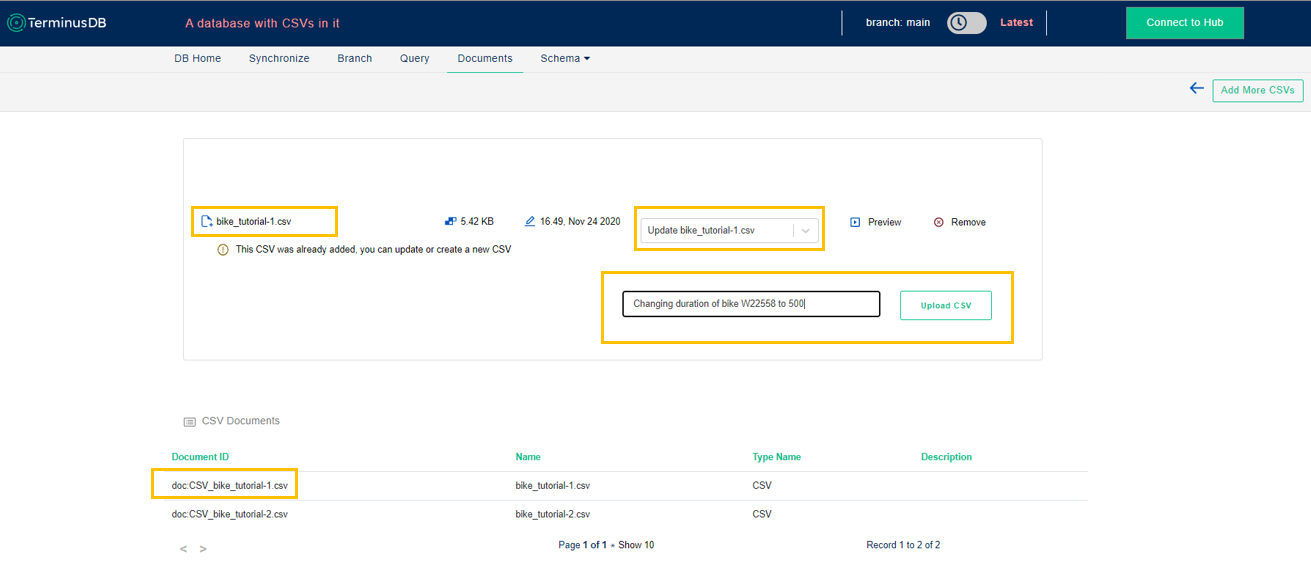 TerminusDB
A database with CSVs in it
branch: main
Latest
Connect to Hub
DB Home
Synchronize
Branch
Query
Documents
Schema
Add More CSVs
bike_tutorial-1.csv
5.42 KB
16.49, Nov 24 2020
Update bike_tutorial-1.csv
Preview
Remove
This CSV was already added, you can update or create a new CSV
Changing duration of bike W22558 to 500
Upload CSV
CSV Documents
Document ID Name Type Name Description
doc:CSV_bike_tutorial-1.csv bike_tutorial-1.csv CSV
doc:CSV_bike_tutorial-2.csv bike_tutorial-2.csv CSV
< >
Page 1 of 1 • Show 10
Record 1 to 2 of 2